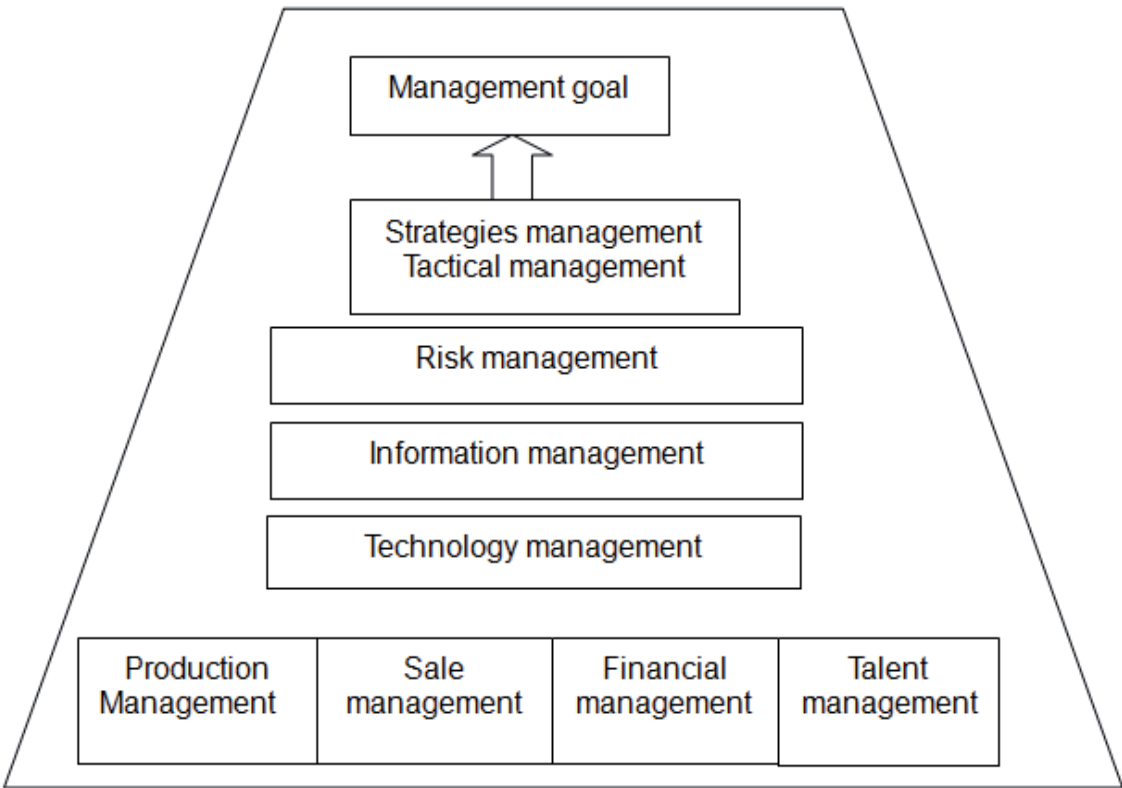 Management goal
Strategies management
Tactical management
Risk management
Information management
Technology management
Production
Management
Sale
management
Financial
management
Talent
management